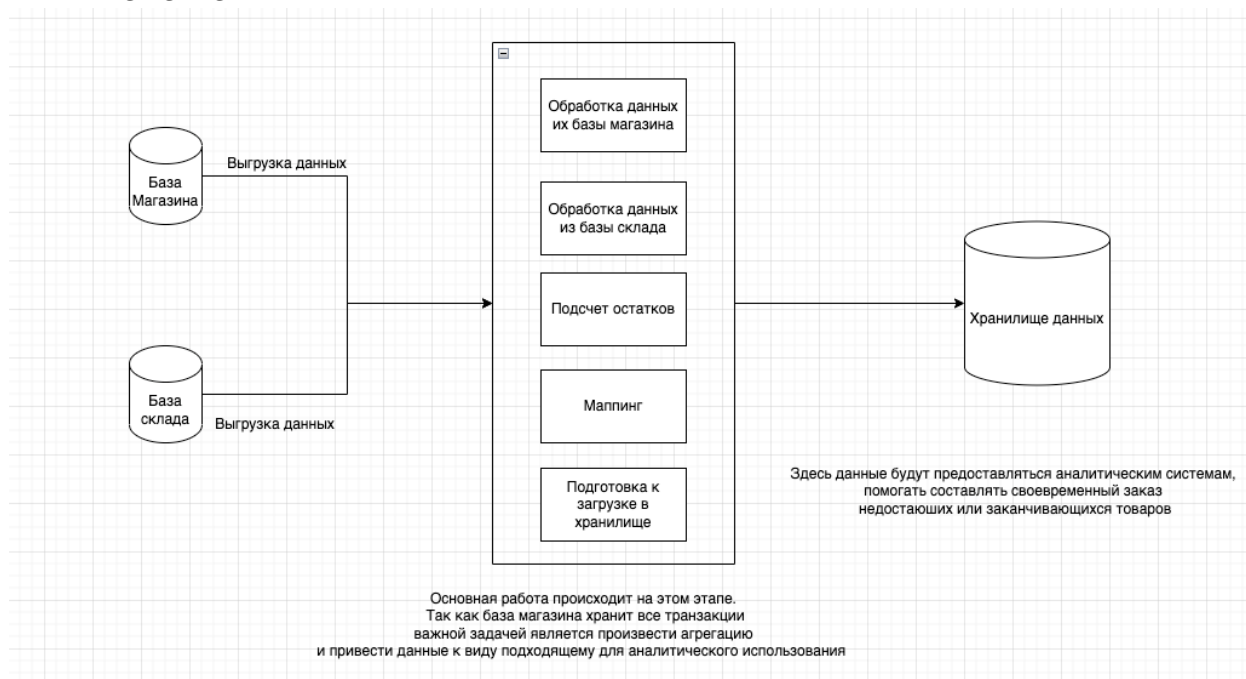 База
Магазина
Выгрузка данных
База
склада
Выгрузка данных
Обработка данных
их базы магазина
Обработка данных
из базы склада
Подсчет остатков
Маппинг
Подготовка к
загрузке в
хранилище
Основная работа происходит на этом этапе.
Так как база магазина хранит все транзакции
важной задачей является произвести агрегацию
и привести данные к виду подходящему для аналитического использования
Хранилище данных
Здесь данные будут предоставляться аналитическим системам,
помогать составлять своевременный заказ
недостаюших или заканчивающихся товаров